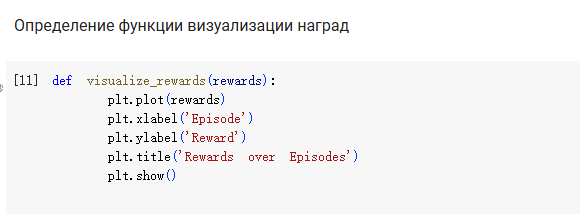 Определение функции визуализации наград
[11] def visualize_rewards(rewards):
plt.plot(rewards)
plt.xlabel('Episode')
plt.ylabel('Reward')
plt.title('Rewards over Episodes')
plt.show()